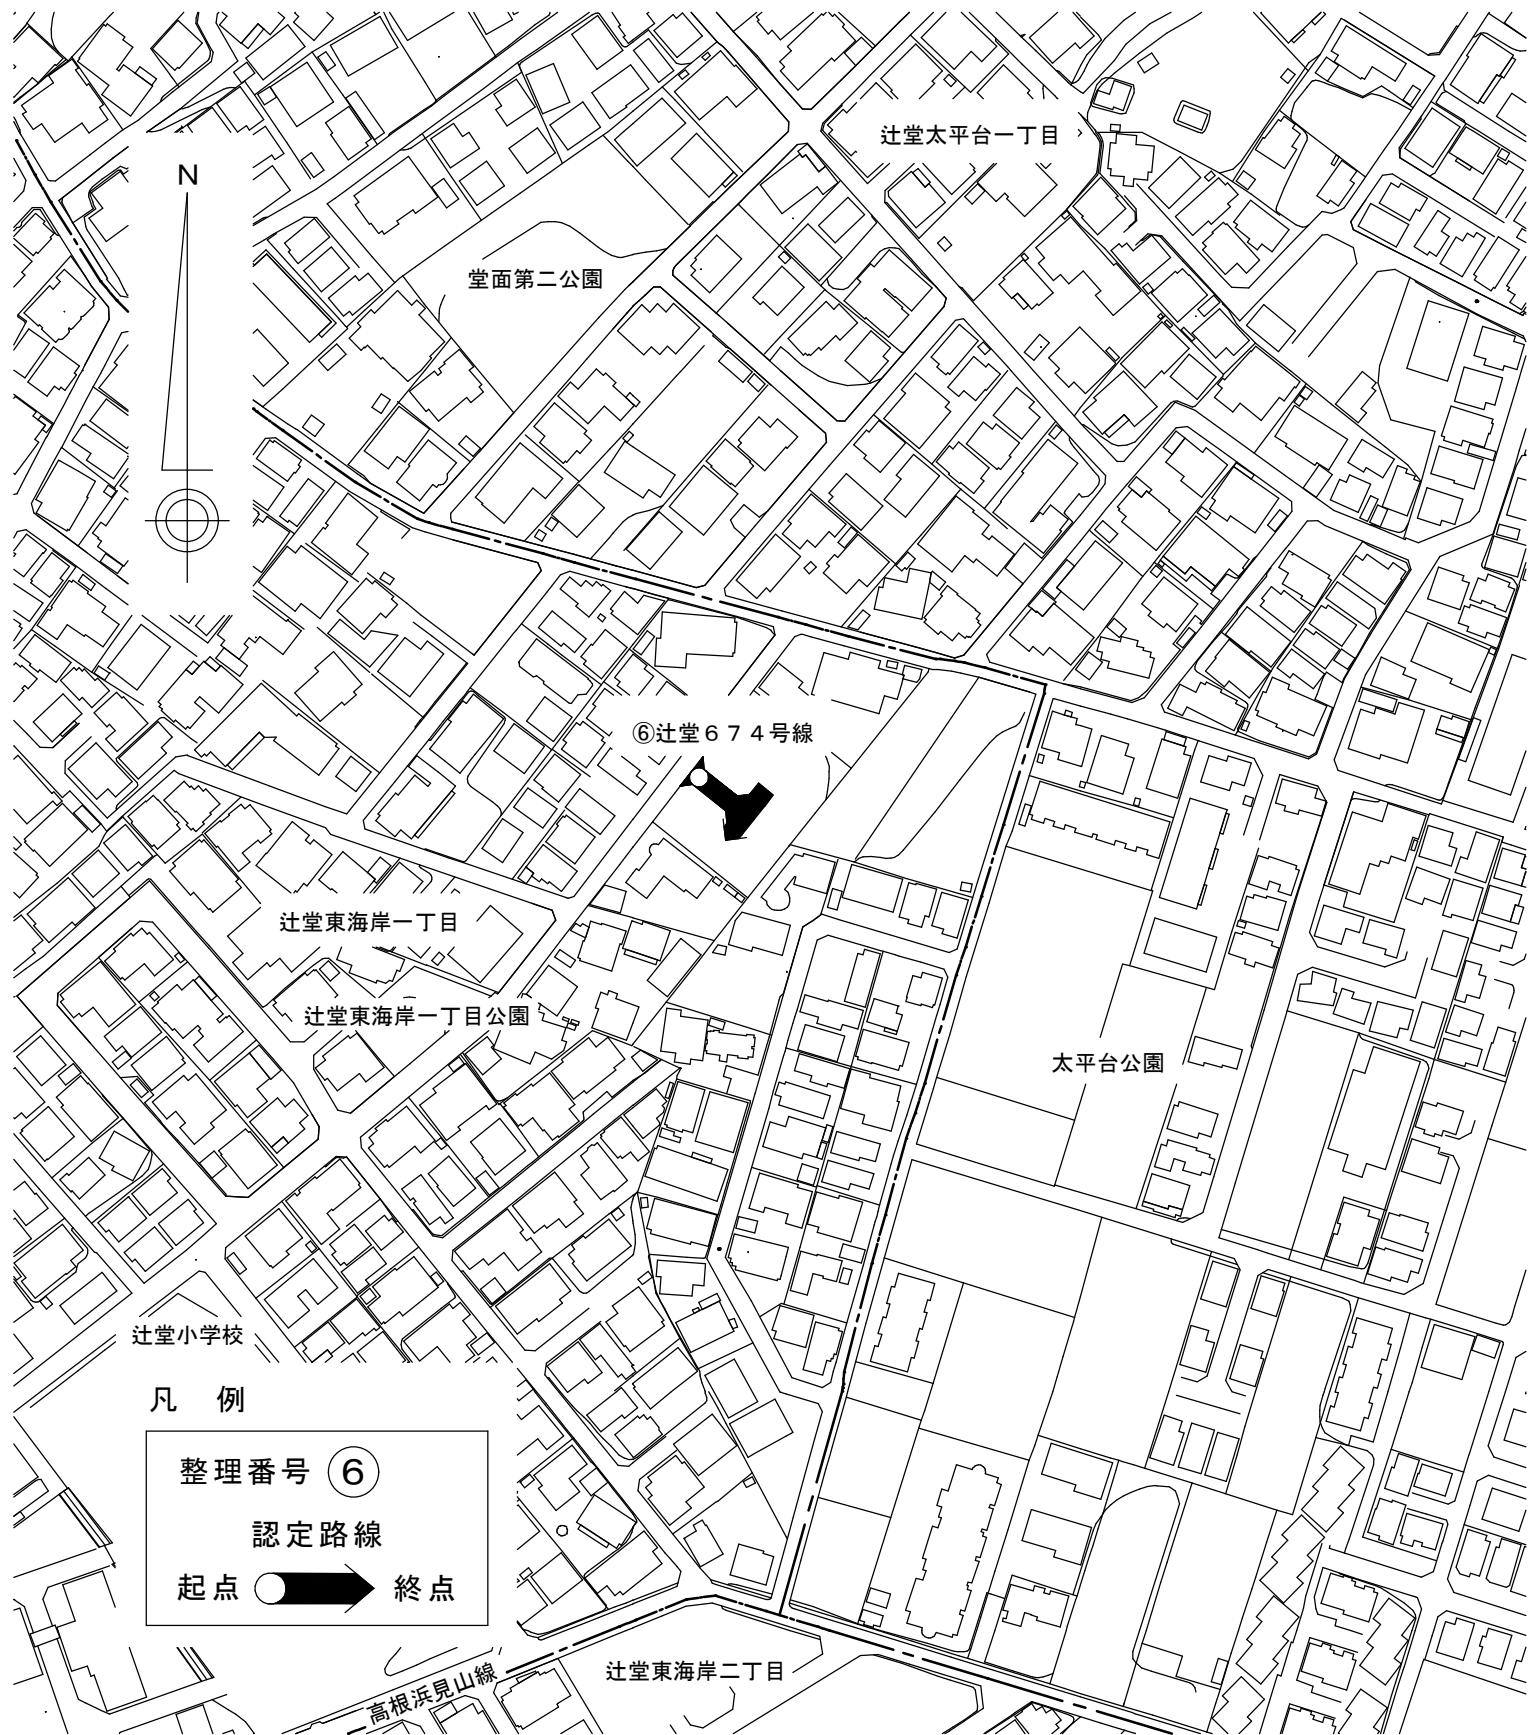 辻堂太平台一丁目
N
堂面第二公園
⑥辻堂６７４号線
辻堂東海岸一丁目
辻堂東海岸一丁目公園
太平台公園
辻堂小学校
凡 例
整理番号 ⑥
認定路線
起点 終点
辻堂東海岸二丁目
高根浜見山線